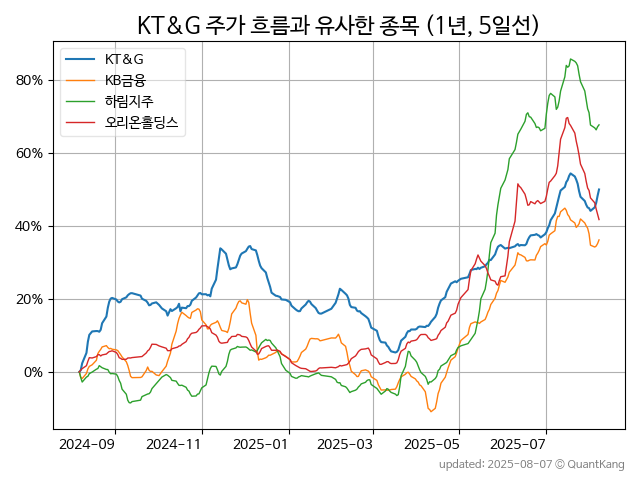 KT&G 주가 흐름과 유사한 종목 (1년, 5일선)
KT&G
KB금융
하림지주
오리온홀딩스
80%
60%
40%
20%
0%
2024-09
2024-11
2025-01
2025-03
2025-05
2025-07
updated: 2025-08-07 © QuantKang